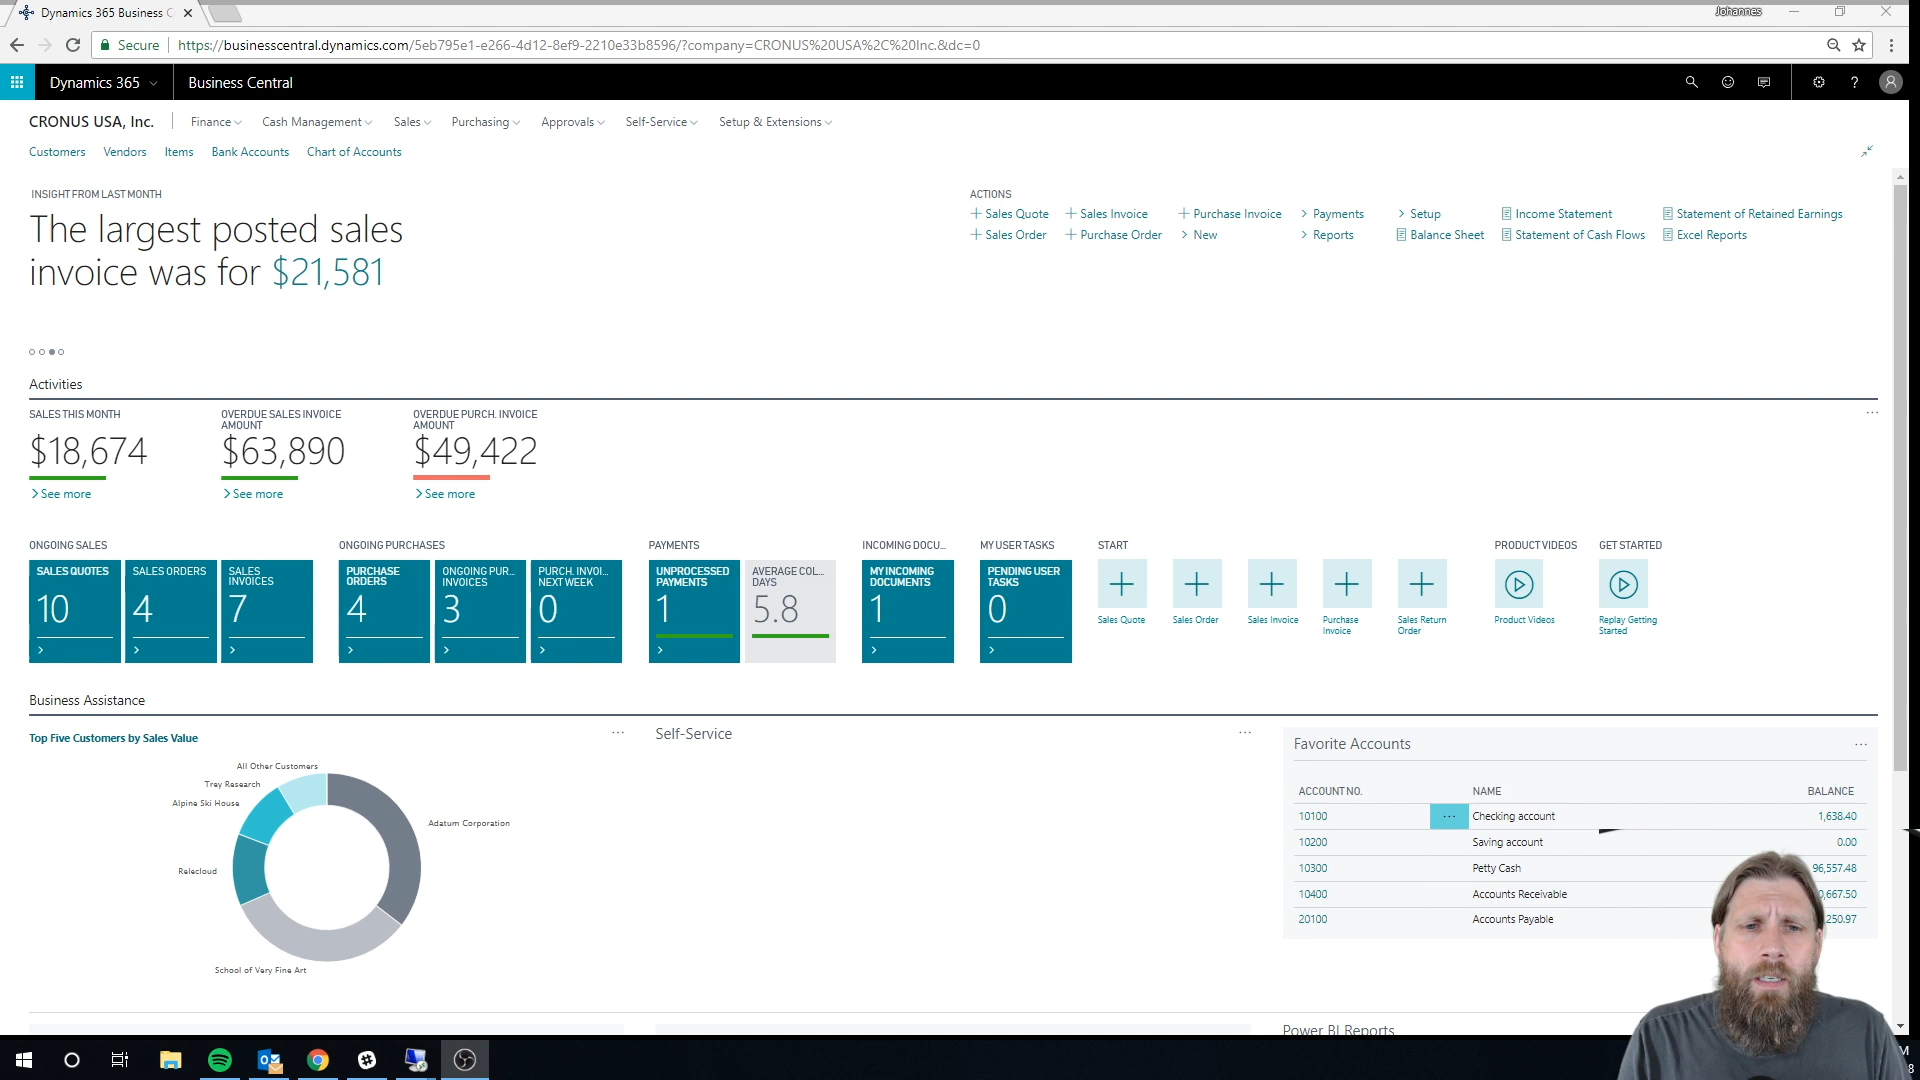 Dynamics 365 Business C
Johannes
Secure
https://businesscentral.dynamics.com/5eb795e1-e266-4d12-8ef9-2210e33b8596/?company=CRONUS%20USA%2C%20Inc.&dc=0
Dynamics 365
Business Central
?
CRONUS USA, Inc.
Finance
Cash Management
Sales
Purchasing
Approvals
Self-Service
Setup & Extensions
Customers
Vendors
Items
Bank Accounts
Chart of Accounts
INSIGHT FROM LAST MONTH
The largest posted sales
invoice was for $21,581
ACTIONS
+ Sales Quote
+ Sales Invoice
+ Purchase Invoice
> Payments
> Setup
Income Statement
Statement of Retained Earnings
+ Sales Order
+ Purchase Order
> New
> Reports
Balance Sheet
Statement of Cash Flows
Excel Reports
Activities
SALES THIS MONTH
$18,674
> See more
OVERDUE SALES INVOICE
AMOUNT
$63,890
> See more
OVERDUE PURCH. INVOICE
AMOUNT
$49,422
> See more
ONGOING SALES
SALES QUOTES
10
SALES ORDERS
4
SALES
INVOICES
7
ONGOING PURCHASES
PURCHASE
ORDERS
4
ONGOING PUR...
INVOICES
3
PURCH. INVOI...
NEXT WEEK
0
PAYMENTS
UNPROCESSED
PAYMENTS
1
AVERAGE COL...
DAYS
5.8
INCOMING DOCU...
MY INCOMING
DOCUMENTS
1
MY USER TASKS
PENDING USER
TASKS
0
START
Sales Quote
Sales Order
Sales Invoice
Purchase
Invoice
Sales Return
Order
PRODUCT VIDEOS
Product Videos
GET STARTED
Replay Getting
Started
Business Assistance
Top Five Customers by Sales Value
All Other Customers
Trey Research
Alpine Ski House
Adatum Corporation
Relecloud
School of Very Fine Art
Self-Service
Favorite Accounts
ACCOUNT NO.
NAME
BALANCE
10100
Checking account
1,638.40
10200
Saving account
0.00
10300
Petty Cash
96,557.48
10400
Accounts Receivable
0,667.50
20100
Accounts Payable
250.97
Power BI Reports
M
8